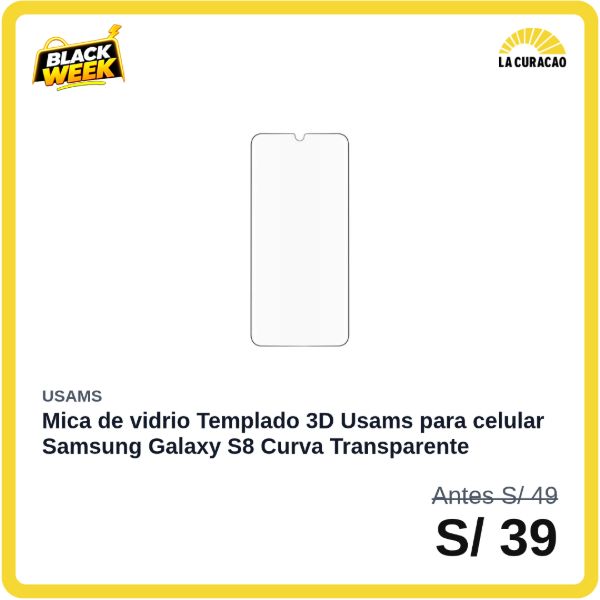 BLACK
WEEK
LA CURACAO
USAMS
Mica de vidrio Templado 3D Usams para celular
Samsung Galaxy S8 Curva Transparente
Antes S/ 49
S/ 39